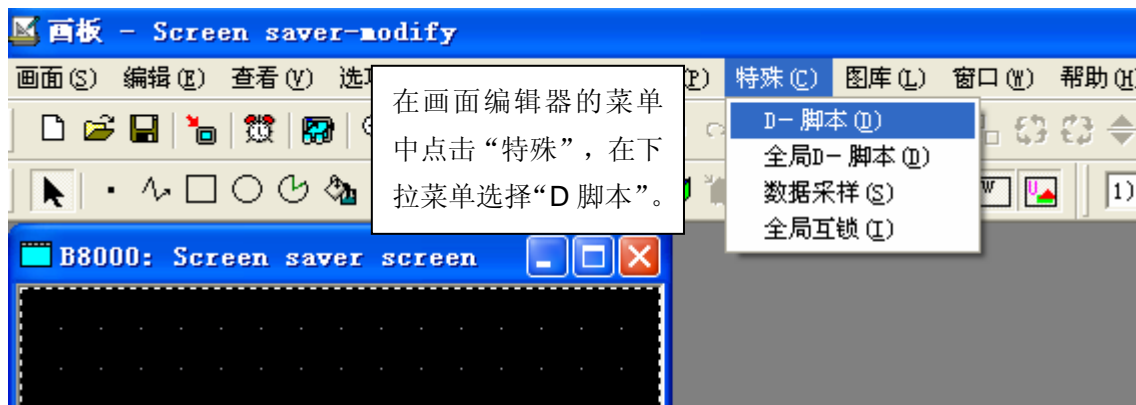 画板 - Screen saver-modify
画面(S) 编辑(E) 查看(V) 特殊(C) 图库(L) 窗口(W) 帮助(H)
在画面编辑器的菜单
中点击“特殊”，在下
拉菜单选择“D 脚本”。
D－脚本(D)
全局D－脚本(D)
数据采样(S)
全局互锁(I)
1)
B8000: Screen saver screen